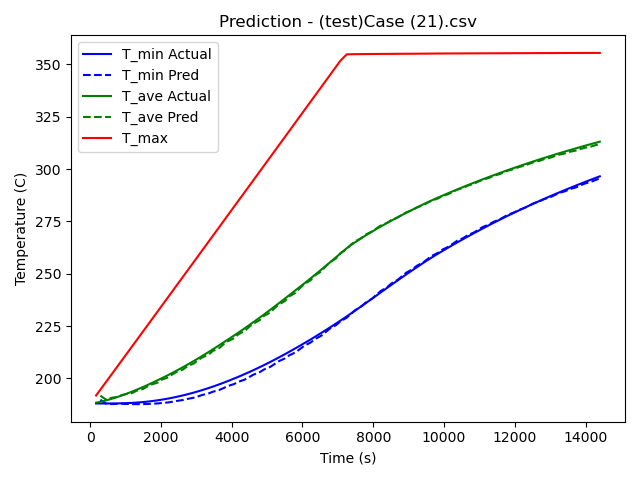 Prediction - (test)Case (21).csv
T_min Actual
T_min Pred
T_ave Actual
T_ave Pred
T_max
Temperature (C)
350
325
300
275
250
225
200
0 2000 4000 6000 8000 10000 12000 14000
Time (s)